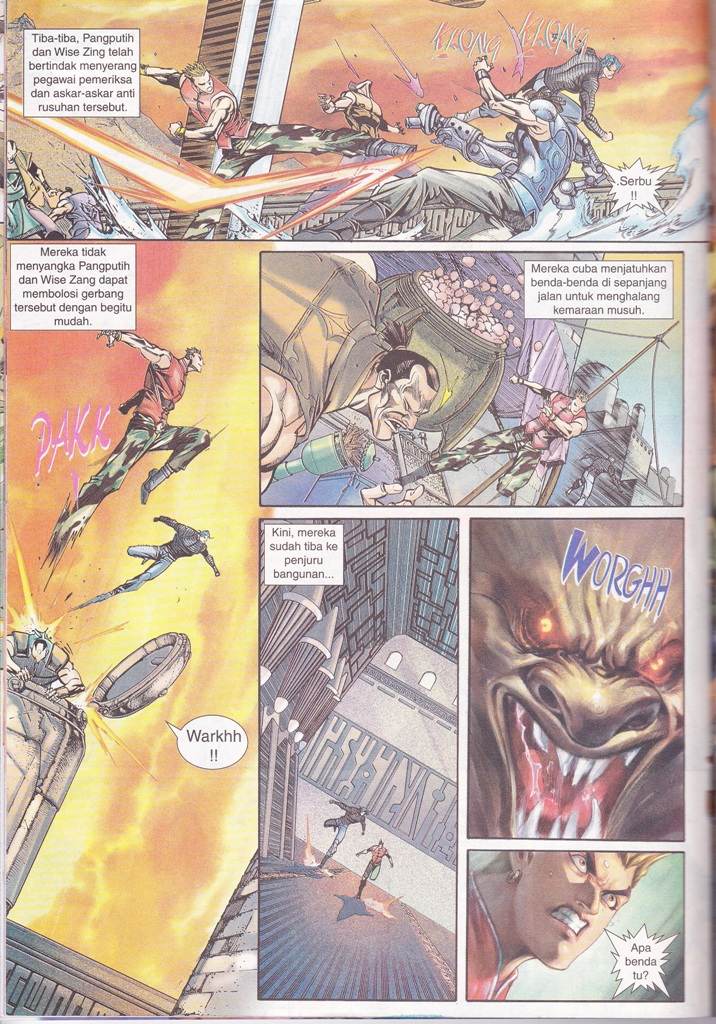 Tiba-tiba, Pangputih
dan Wise Zing telah
bertindak menyerang
pegawai pemeriksa
dan askar-askar anti
rusuhan tersebut.
KLONG KLONG
Serbu
!!
Mereka tidak
menyangka Pangputih
dan Wise Zang dapat
membolosi gerbang
tersebut dengan begitu
mudah.
PAKK
Warkhh
!!
Mereka cuba menjatuhkan
benda-benda di sepanjang
jalan untuk menghalang
kemaraan musuh.
Kini, mereka
sudah tiba ke
penjuru
bangunan...
WORGHH
Apa
benda
tu?